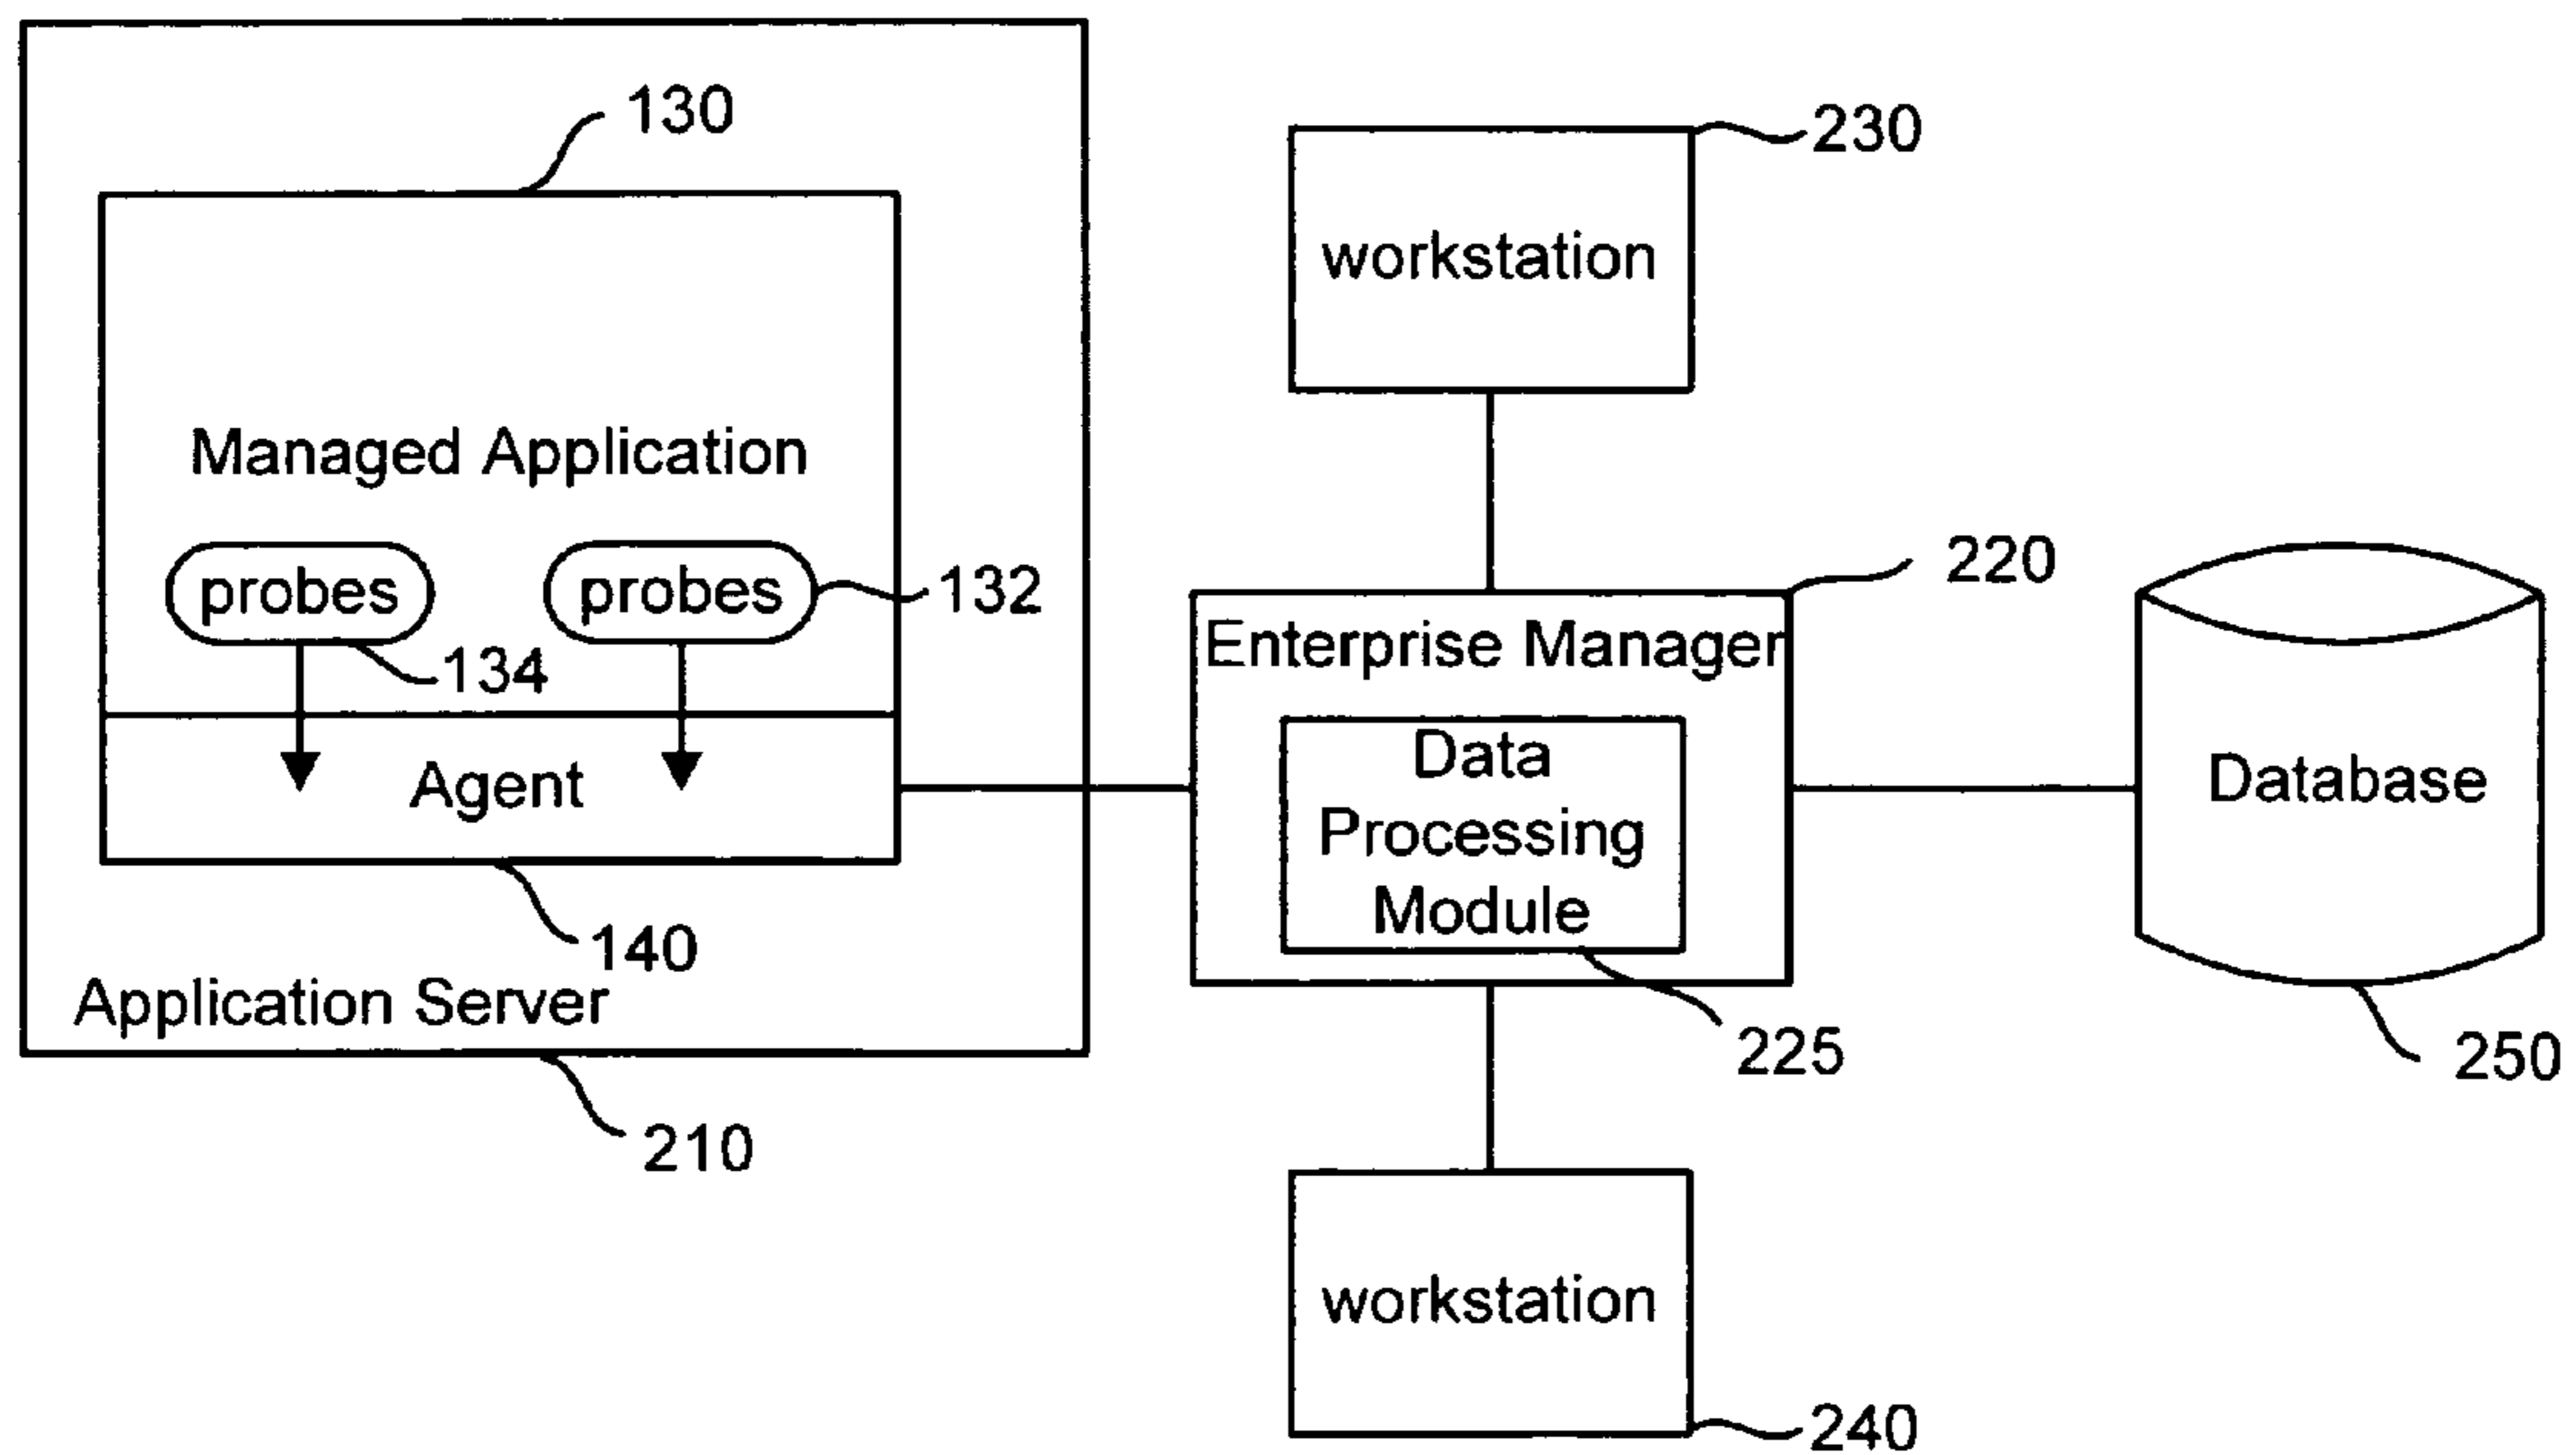 130
230
workstation
Managed Application
220
probes
probes
132
134
Enterprise Manager
Data
Processing
Module
Agent
Database
140
Application Server
225
250
210
workstation
240